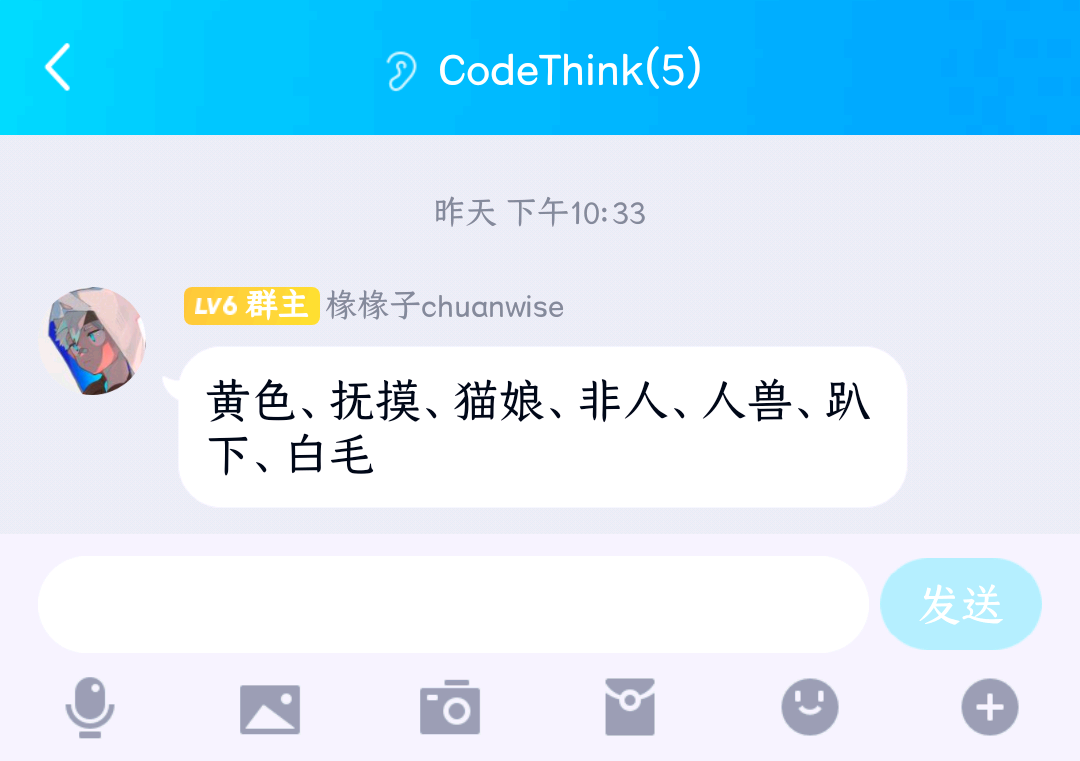 CodeThink(5)
昨天 下午10:33
LV6 群主 椽椽子chuanwise
黄色、抚摸、猫娘、非人、人兽、趴
下、白毛
发送